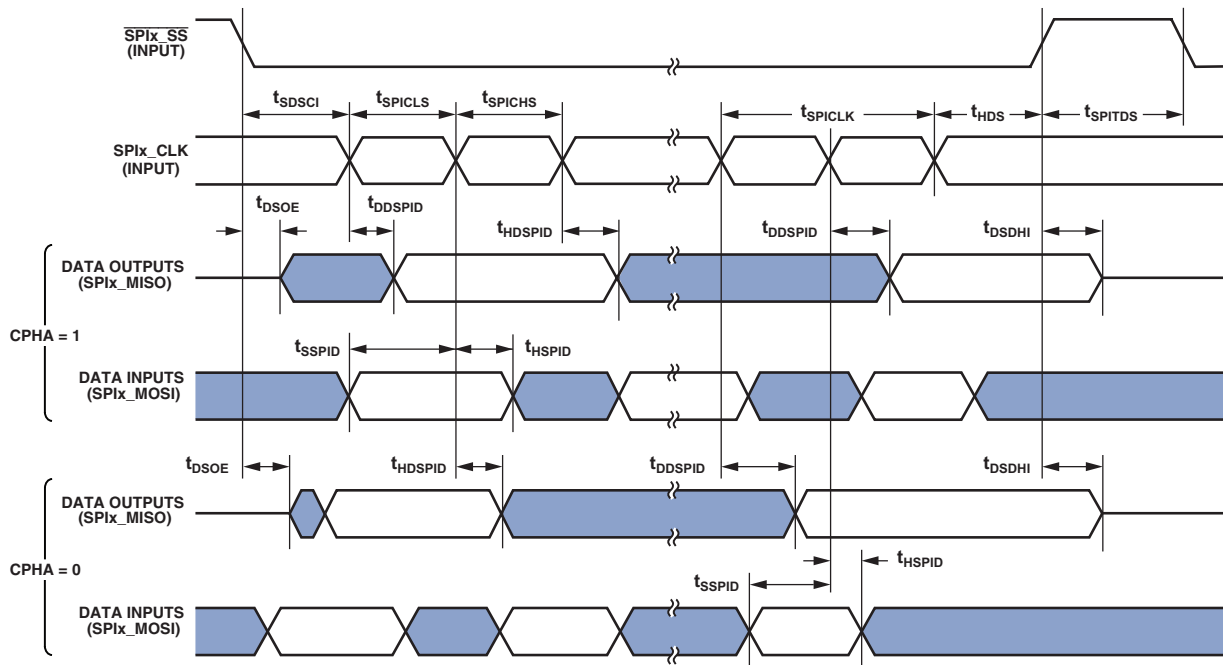 SPIx_SS
(INPUT)
tSDSCI
tSPICLS
tSPICHS
tSPICLK
tHDS
tSPITDS
SPIx_CLK
(INPUT)
tDSOE
tDDSPID
tHDSPID
tDDSPID
tDSDHI
DATA OUTPUTS
(SPIx_MISO)
CPHA = 1
tSSPID
tHSPID
DATA INPUTS
(SPIx_MOSI)
tDSOE
tHDSPID
tDDSPID
tDSDHI
DATA OUTPUTS
(SPIx_MISO)
CPHA = 0
tHSPID
tSSPID
DATA INPUTS
(SPIx_MOSI)